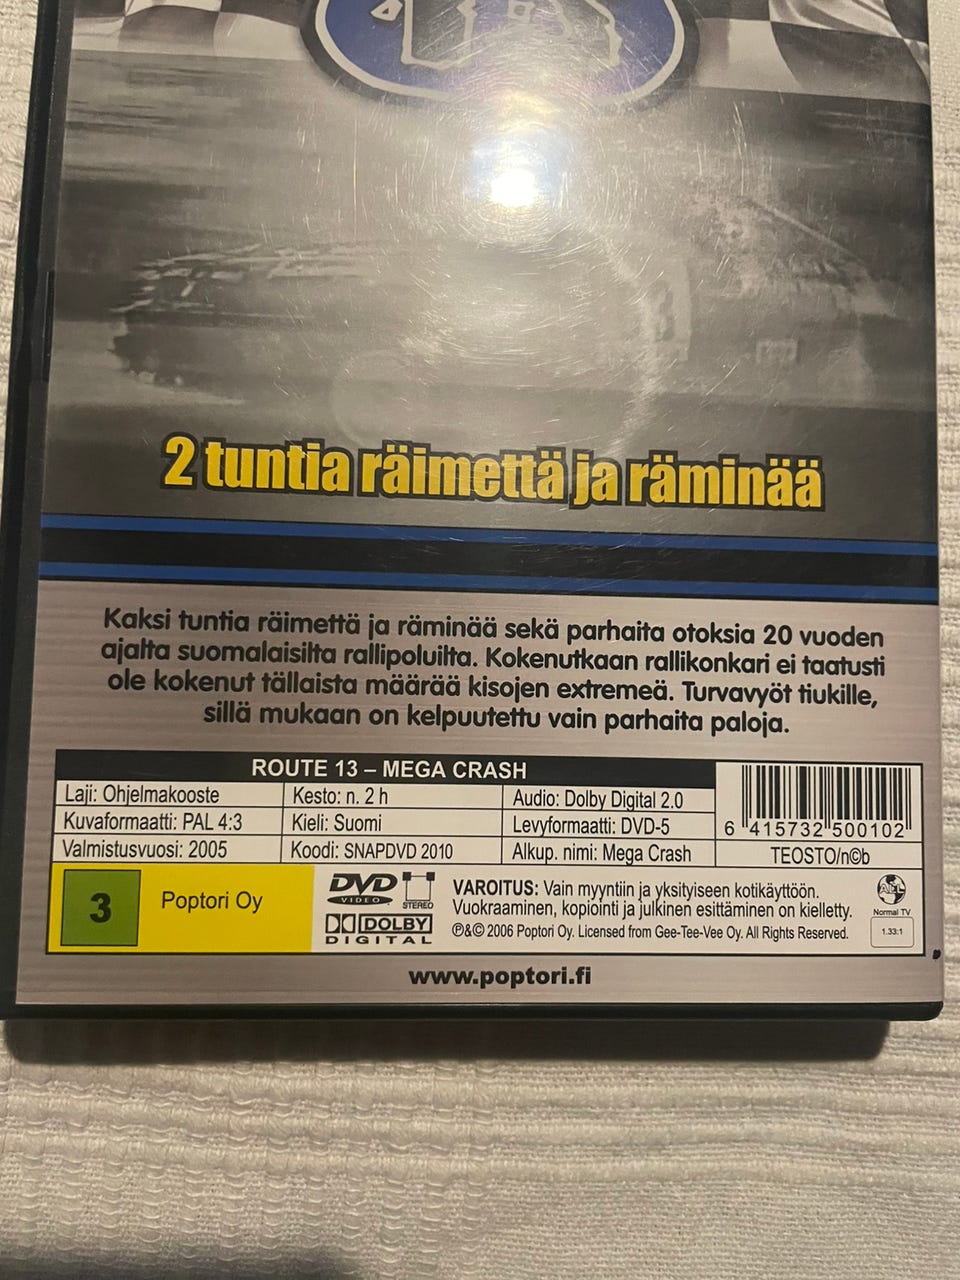 2 tuntia räimettä ja räminää
Kaksi tuntia räimettä ja räminää sekä parhaita otoksia 20 vuoden
ajalta suomalaisilta rallipoluilta. Kokenutkaan rallikonkari ei taatusti
ole kokenut tällaista määrää kisojen extremeä. Turvavyöt tiukille,
sillä mukaan on kelpuutettu vain parhaita paloja.
ROUTE 13 – MEGA CRASH
Laji: Ohjelmakooste Kesto: n. 2 h Audio: Dolby Digital 2.0
Kuvaformaatti: PAL 4:3 Kieli: Suomi Levyformaatti: DVD-5
Valmistusvuosi: 2005 Koodi: SNAPDVD 2010 Alkup. nimi: Mega Crash
6 415732 500102
TEOSTO/n©b
3 Poptori Oy
DVD
VIDEO
STEREO
DOLBY
DIGITAL
VAROITUS: Vain myyntiin ja yksityiseen kotikäyttöön.
Vuokraaminen, kopiointi ja julkinen esittäminen on kielletty.
℗&© 2006 Poptori Oy. Licensed from Gee-Tee-Vee Oy. All Rights Reserved.
ALL
Normal TV
1.33:1
www.poptori.fi